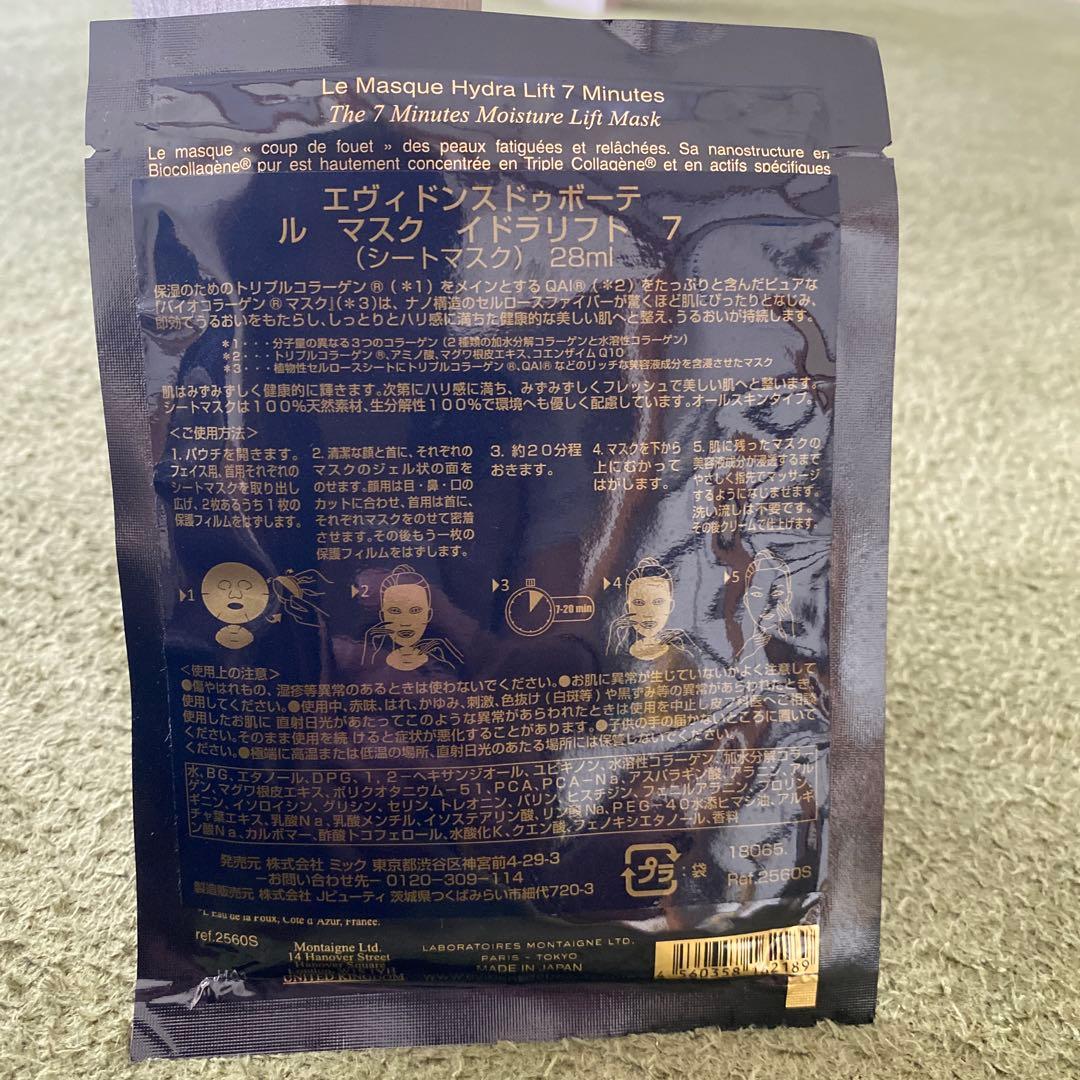 Le Masque Hydra Lift 7 Minutes
The 7 Minutes Moisture Lift Mask
Le masque « coup de fouet » des peaux fatiguées et relâchées. Sa nanostructure en
Biocollagène® pur est hautement concentrée en Triple Collagène® et en actifs spécifiques
エヴィドンスドゥボーテ
ル マスク イドラリフト 7
(シートマスク) 28ml
保湿のためのトリプルコラーゲン®(*1)をメインとするQAI®(*2)をたっぷりと含んだピュアな
『バイオコラーゲン®マスク』(*3)は、ナノ構造のセルロースファイバーが驚くほど肌にぴったりとなじみ、
即効でうるおいをもたらし、しっとりとハリ感に満ちた健康的な美しい肌へと整え、うるおいが持続します。
*1・・・分子量の異なる3つのコラーゲン(2種類の加水分解コラーゲンと水溶性コラーゲン)
*2・・・トリプルコラーゲン®、アミノ酸、マグワ根皮エキス、コエンザイムQ10
*3・・・植物性セルロースシートにトリプルコラーゲン®、QAI®などのリッチな美容液成分を含浸させたマスク
肌はみずみずしく健康的に輝きます。次第にハリ感に満ち、みずみずしくフレッシュで美しい肌へと整います。
シートマスクは100%天然素材、生分解性100%で環境へも優しく配慮しています。オールスキンタイプ。
<ご使用方法>
1. パウチを開きます。
フェイス用、首用それぞれの
シートマスクを取り出し
広げ、2枚あるうち1枚の
保護フィルムをはずします。
2. 清潔な顔と首に、それぞれの
マスクのジェル状の面を
のせます。顔用は目・鼻・口の
カットに合わせ、首用は首に、
それぞれマスクをのせて密着
させます。その後もう一枚の
保護フィルムをはずします。
3. 約20分程
おきます。
4. マスクを下から
上にむかって
はがします。
5. 肌に残ったマスクの
美容液成分が浸透するまで
やさしく指先でマッサージ
するようになじませます。
洗い流しは不要です。
その後クリームで仕上げます。
1
2
3
7-20 min
4
5
<使用上の注意>
●傷やはれもの、湿疹等異常のあるときは使わないでください。●お肌に異常が生じていないかよく注意して
使用してください。●使用中、赤味、はれ、かゆみ、刺激、色抜け(白斑等)や黒ずみ等の異常があらわれたとき、
使用したお肌に 直射日光があたってこのような異常があらわれたときは使用を中止し皮フ科医へご相談
ください。そのまま使用を続けると症状が悪化することがあります。●子供の手の届かないところに置いて
ください。●極端に高温または低温の場所、直射日光のあたる場所には保管しないでください。
水、BG、エタノール、DPG、1,2-ヘキサンジオール、ユビキノン、水溶性コラーゲン、加水分解コラー
ゲン、マグワ根皮エキス、ポリクオタニウム-51、PCA、PCA-Na、アスパラギン酸、アラニン、アル
ギニン、イソロイシン、グリシン、セリン、トレオニン、バリン、ヒスチジン、フェニルアラニン、プロリン、
チャ葉エキス、乳酸Na、乳酸メンチル、イソステアリン酸、リン酸Na、PEG-40水添ヒマシ油、アルギ
ン酸Na、カルボマー、酢酸トコフェロール、水酸化K、クエン酸、フェノキシエタノール、香料
発売元 株式会社 ミック 東京都渋谷区神宮前4-29-3
-お問い合わせ先- 0120-309-114
製造販売元 株式会社 Jビューティ 茨城県つくばみらい市細代720-3
プラ
:袋
18065.
Ref.2560S
*L'Eau de la Foux, Côte d'Azur, France.
ref.2560S
Montaigne Ltd.
14 Hanover Street
Hanover Square
UNITED KINGDOM
LABORATOIRES MONTAIGNE LTD.
PARIS - TOKYO
MADE IN JAPAN